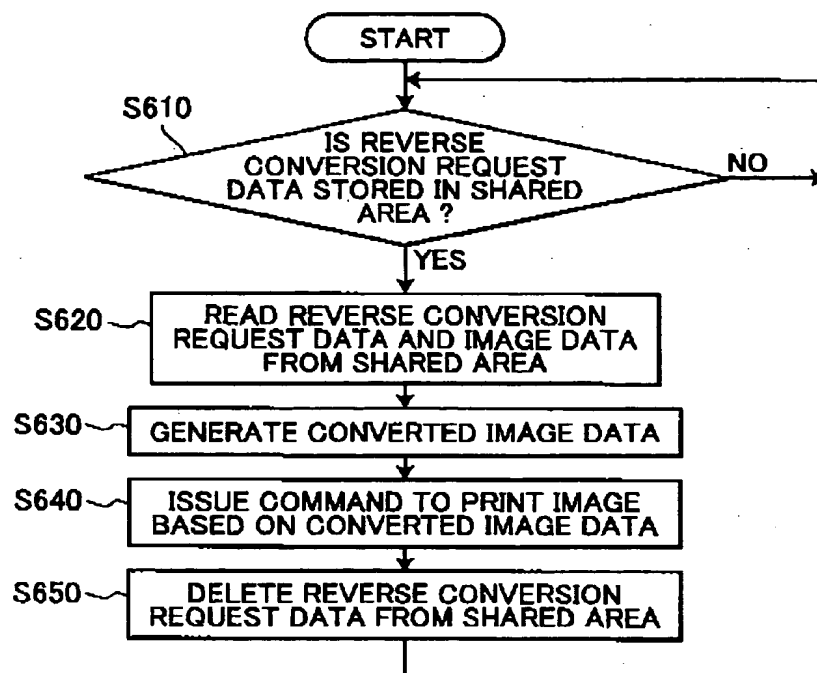 START
S610
IS REVERSE
CONVERSION REQUEST
DATA STORED IN SHARED
AREA ?
NO
YES
S620
READ REVERSE CONVERSION
REQUEST DATA AND IMAGE DATA
FROM SHARED AREA
S630
GENERATE CONVERTED IMAGE DATA
S640
ISSUE COMMAND TO PRINT IMAGE
BASED ON CONVERTED IMAGE DATA
S650
DELETE REVERSE CONVERSION
REQUEST DATA FROM SHARED AREA